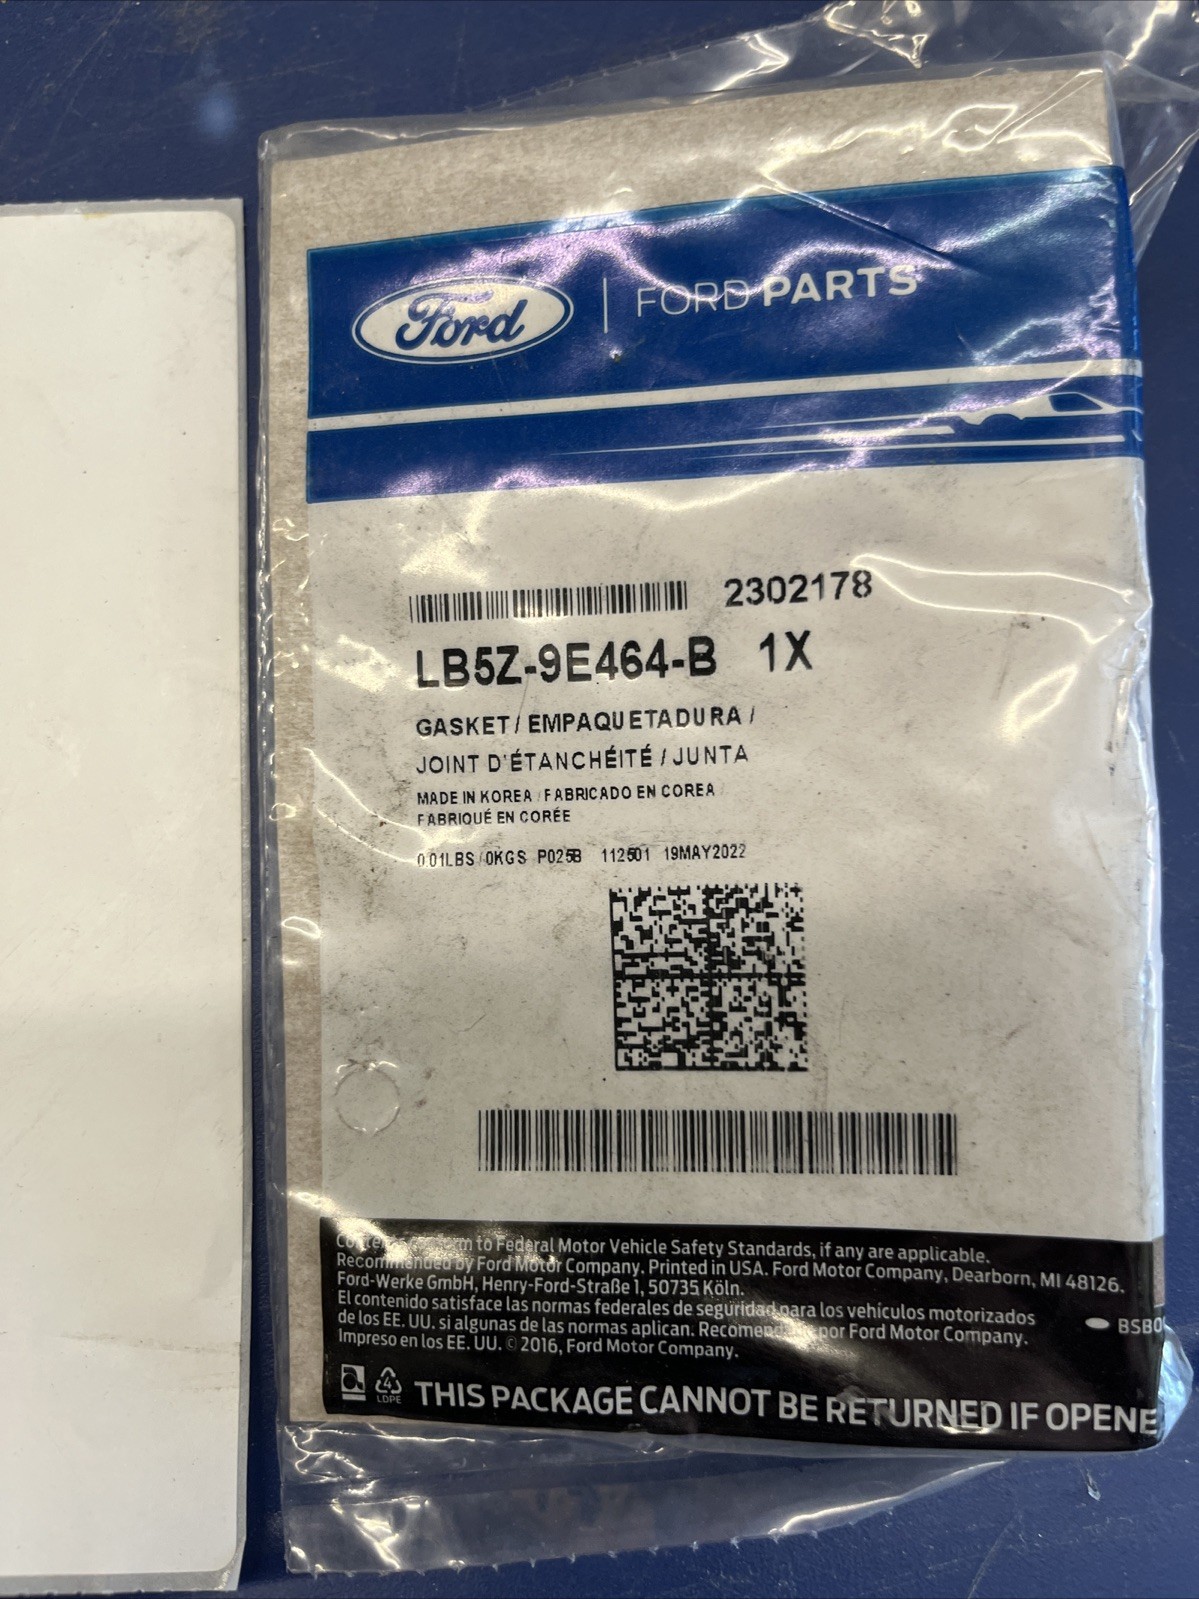 Ford | FORD PARTS
2302178
LB5Z-9E464-B 1X
GASKET / EMPAQUETADURA /
JOINT D'ÉTANCHÉITÉ / JUNTA
MADE IN KOREA / FABRICADO EN COREA
FABRIQUÉ EN CORÉE
0.01LBS/0KGS P025B 112501 19MAY2022
to Federal Motor Vehicle Safety Standards, if any are applicable.
Recommended by Ford Motor Company. Printed in USA. Ford Motor Company, Dearborn, MI 48126.
Ford-Werke GmbH, Henry-Ford-Straße 1, 50735 Köln.
El contenido satisface las normas federales de seguridad para los vehículos motorizados
de los EE. UU. si algunas de las normas aplican. por Ford Motor Company.
Impreso en los EE. UU. © 2016, Ford Motor Company.
BSB0
4
LDPE
THIS PACKAGE CANNOT BE RETURNED IF OPENE